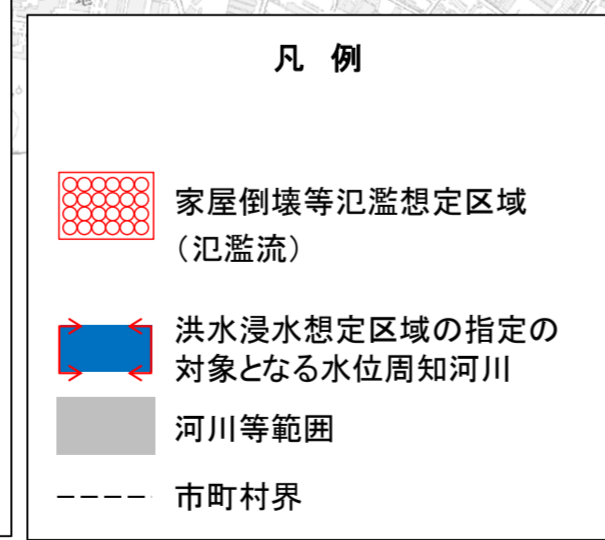 凡 例
家屋倒壊等氾濫想定区域
（氾濫流）
洪水浸水想定区域の指定の
対象となる水位周知河川
河川等範囲
市町村界